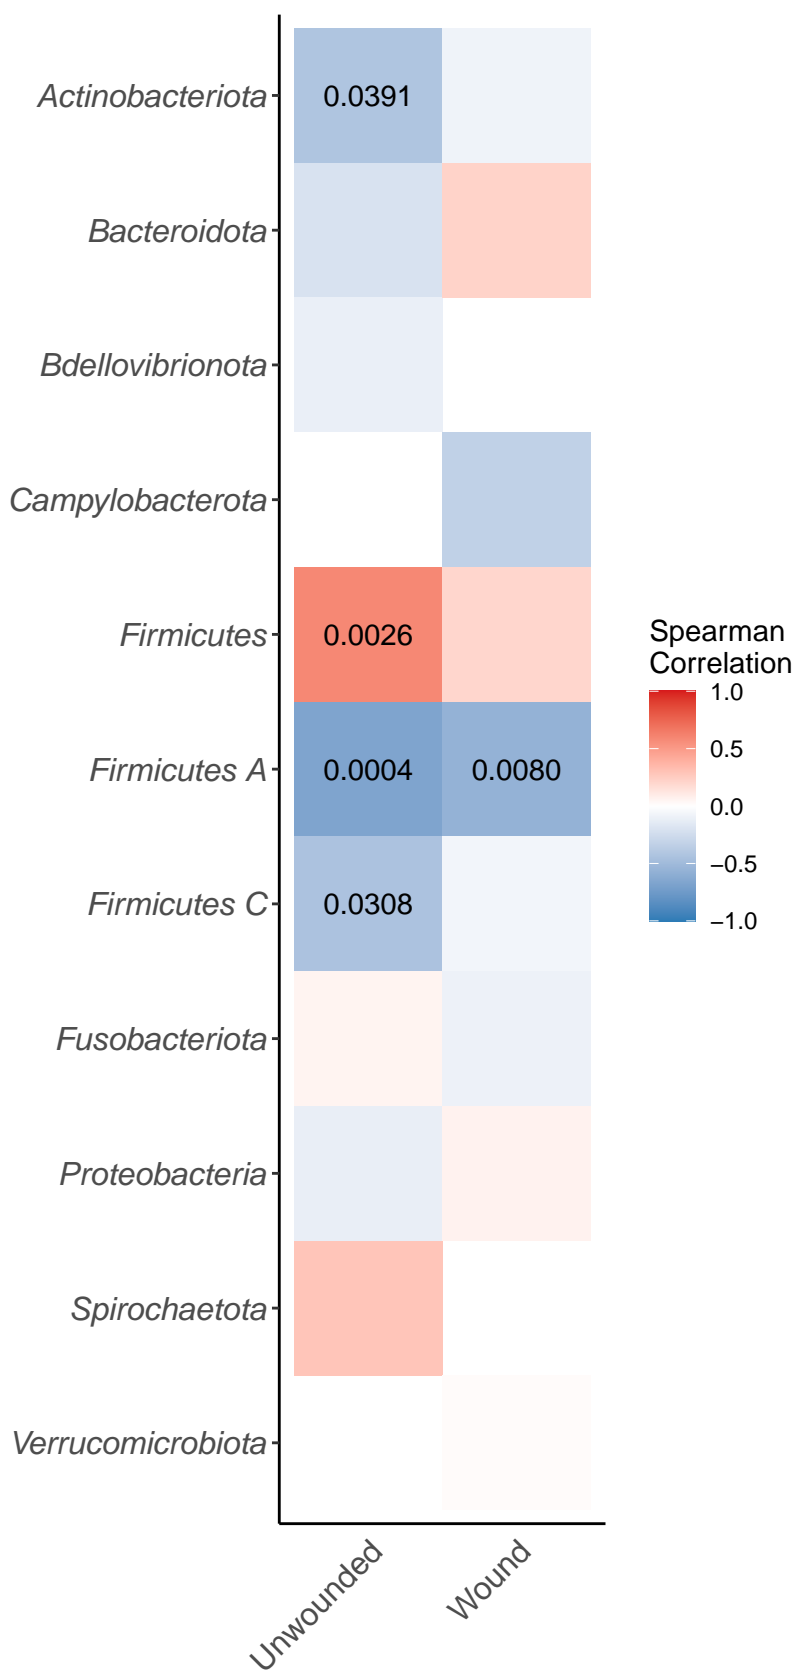 Actinobacteriota
0.0391
Bacteroidota
Bdellovibrionota
Campylobacterota
Firmicutes
0.0026
Firmicutes A
0.0004
0.0080
Firmicutes C
0.0308
Fusobacteriota
Proteobacteria
Spirochaetota
Verrucomicrobiota
Unwounded
Wound
Spearman
Correlation
1.0
0.5
0.0
−0.5
−1.0